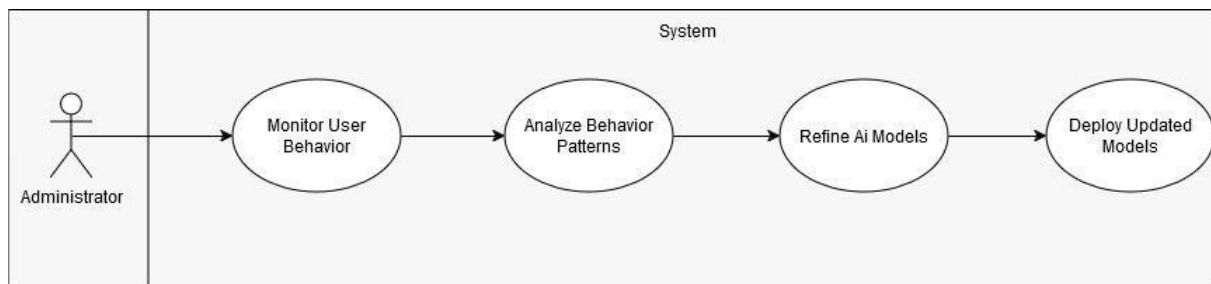 System
Administrator
Monitor User
Behavior
Analyze Behavior
Patterns
Refine Ai Models
Deploy Updated
Models